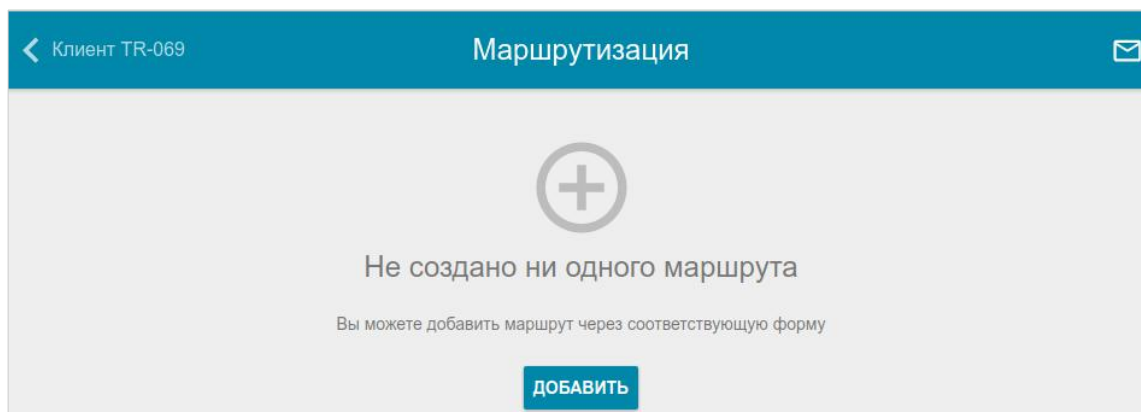 Клиент TR-069
Маршрутизация
Не создано ни одного маршрута
Вы можете добавить маршрут через соответствующую форму
ДОБАВИТЬ